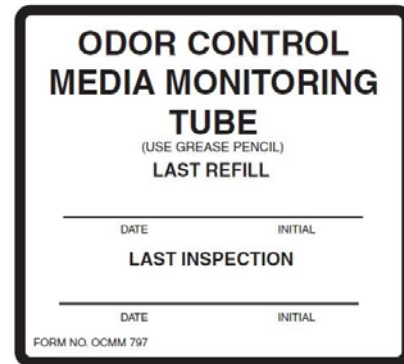 ODOR CONTROL
MEDIA MONITORING
TUBE
(USE GREASE PENCIL)
LAST REFILL
DATE INITIAL
LAST INSPECTION
DATE INITIAL
FORM NO. OCMM 797